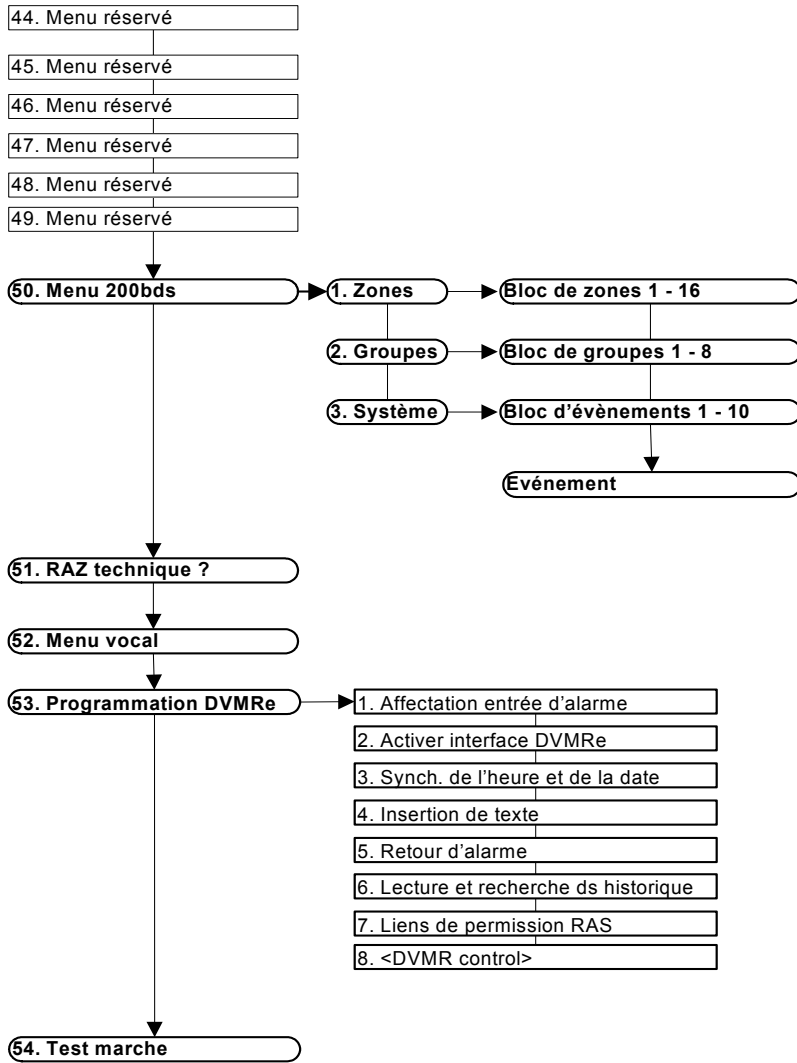 44. Menu réservé
45. Menu réservé
46. Menu réservé
47. Menu réservé
48. Menu réservé
49. Menu réservé
50. Menu 200bds
1. Zones
Bloc de zones 1 - 16
2. Groupes
Bloc de groupes 1 - 8
3. Système
Bloc d'évènements 1 - 10
Evénement
51. RAZ technique ?
52. Menu vocal
53. Programmation DVMRe
1. Affectation entrée d'alarme
2. Activer interface DVMRe
3. Synch. de l'heure et de la date
4. Insertion de texte
5. Retour d'alarme
6. Lecture et recherche ds historique
7. Liens de permission RAS
8. <DVMR control>
54. Test marche